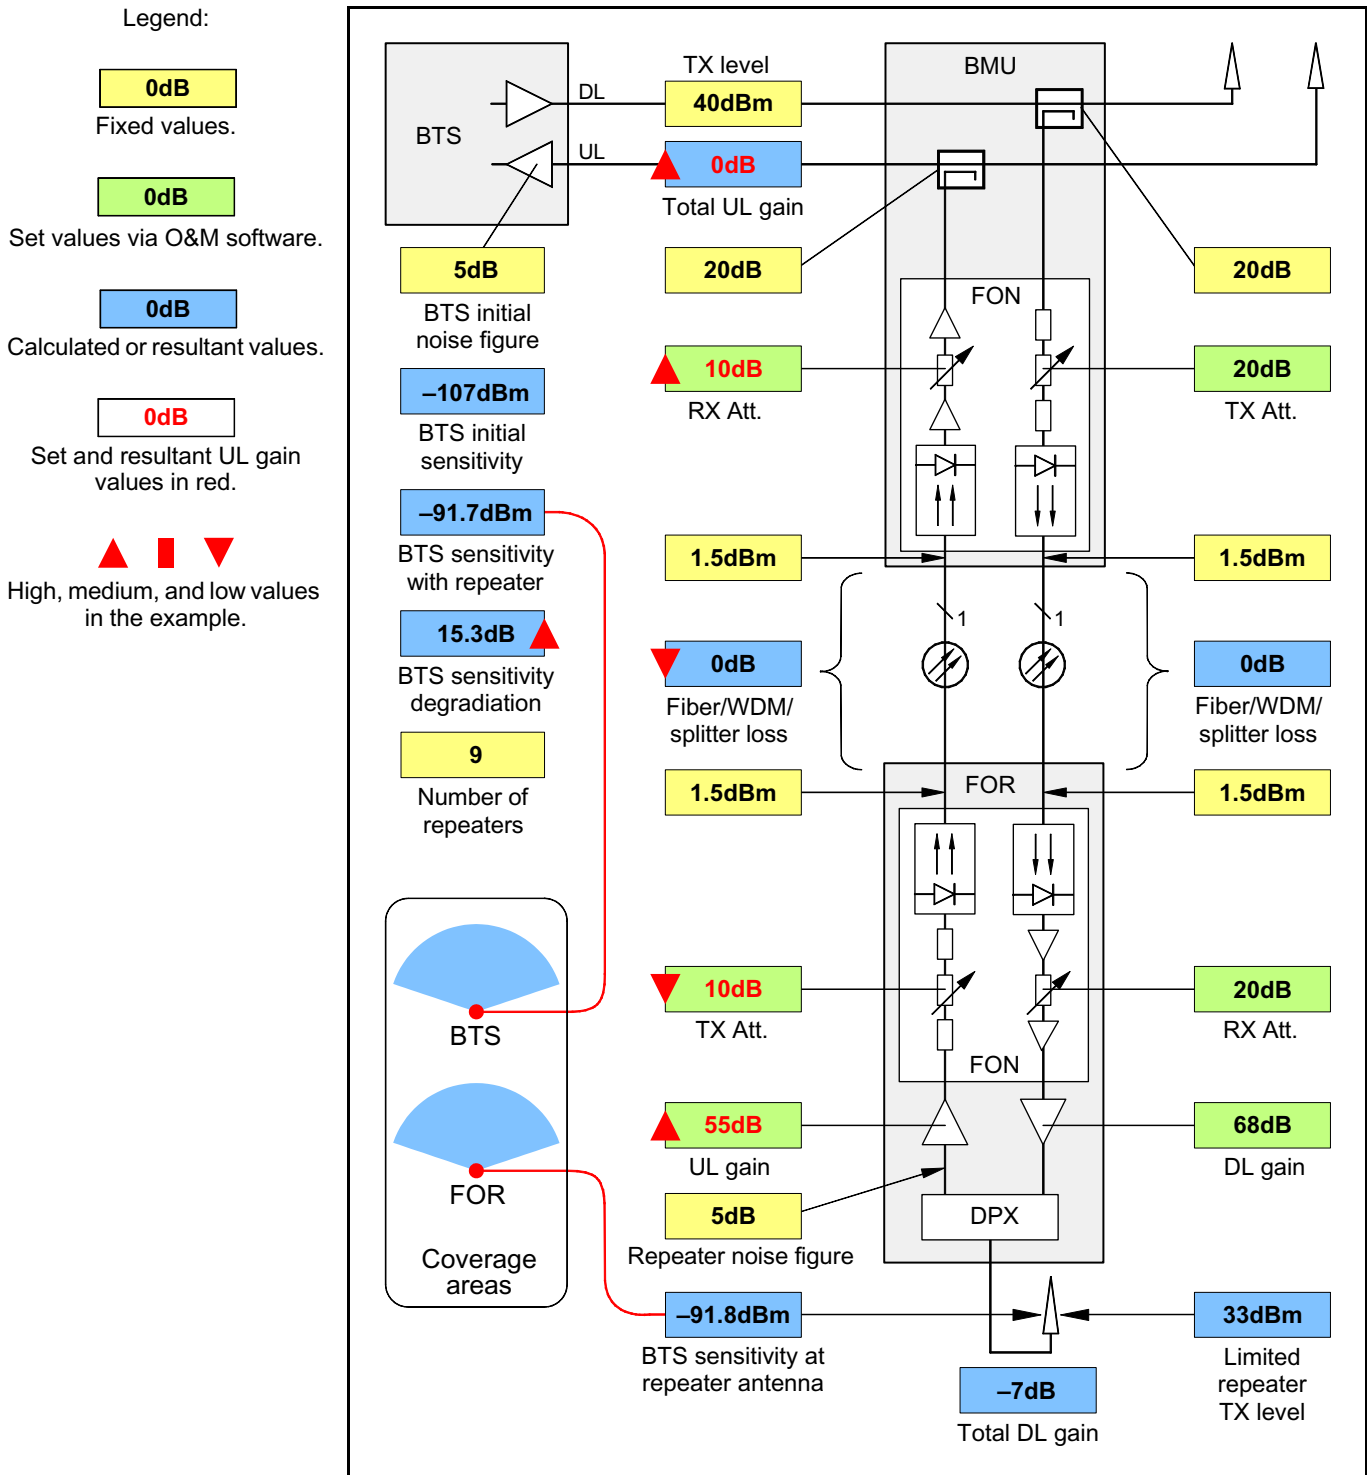 Legend:
0dB
Fixed values.
0dB
Set values via O&M software.
0dB
Calculated or resultant values.
0dB
Set and resultant UL gain
values in red.
High, medium, and low values
in the example.
BTS
DL
UL
TX level
40dBm
0dB
Total UL gain
BMU
5dB
BTS initial
noise figure
20dB
20dB
FON
–107dBm
BTS initial
sensitivity
10dB
RX Att.
20dB
TX Att.
–91.7dBm
BTS sensitivity
with repeater
1.5dBm
1.5dBm
1
1
15.3dB
BTS sensitivity
degradiation
0dB
Fiber/WDM/
splitter loss
0dB
Fiber/WDM/
splitter loss
9
Number of
repeaters
1.5dBm
FOR
1.5dBm
BTS
FOR
Coverage
areas
10dB
TX Att.
20dB
RX Att.
FON
55dB
UL gain
68dB
DL gain
5dB
Repeater noise figure
DPX
–91.8dBm
BTS sensitivity at
repeater antenna
33dBm
Limited
repeater
TX level
–7dB
Total DL gain